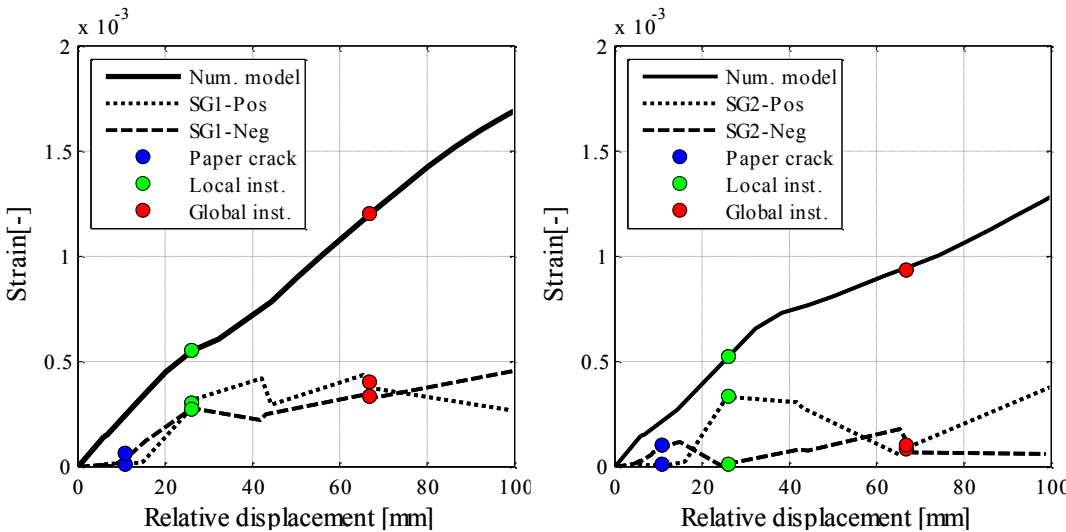 x 10⁻³
2
1.5
1
0.5
0
Strain[-]
Num. model
SG1-Pos
SG1-Neg
Paper crack
Local inst.
Global inst.
0 20 40 60 80 100
Relative displacement [mm]
x 10⁻³
2
1.5
1
0.5
0
Strain[-]
Num. model
SG2-Pos
SG2-Neg
Paper crack
Local inst.
Global inst.
0 20 40 60 80 100
Relative displacement [mm]